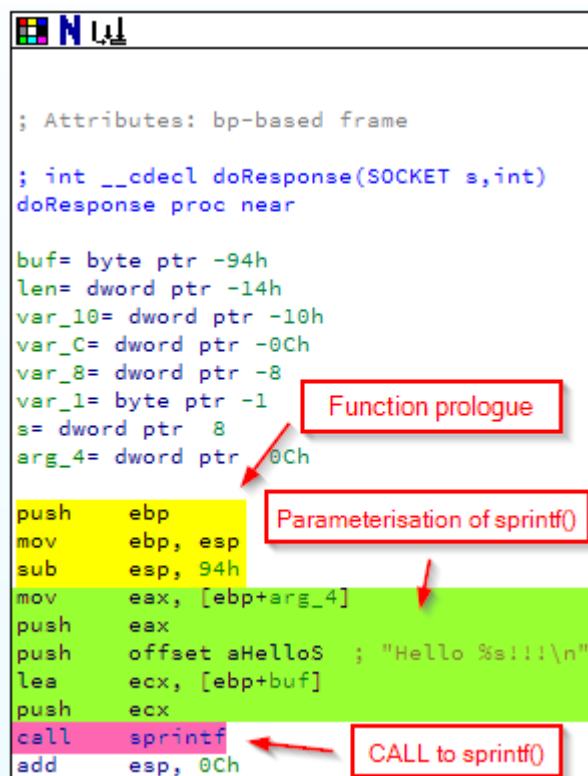 ; Attributes: bp-based frame
; int __cdecl doResponse(SOCKET s,int)
doResponse proc near
buf= byte ptr -94h
len= dword ptr -14h
var_10= dword ptr -10h
var_C= dword ptr -0Ch
var_8= dword ptr -8
var_1= byte ptr -1
s= dword ptr  8
arg_4= dword ptr  0Ch
Function prologue
push    ebp
mov     ebp, esp
sub     esp, 94h
Parameterisation of sprintf()
mov     eax, [ebp+arg_4]
push    eax
push    offset aHelloS  ; "Hello %s!!!\n"
lea     ecx, [ebp+buf]
push    ecx
call    sprintf
CALL to sprintf()
add     esp, 0Ch